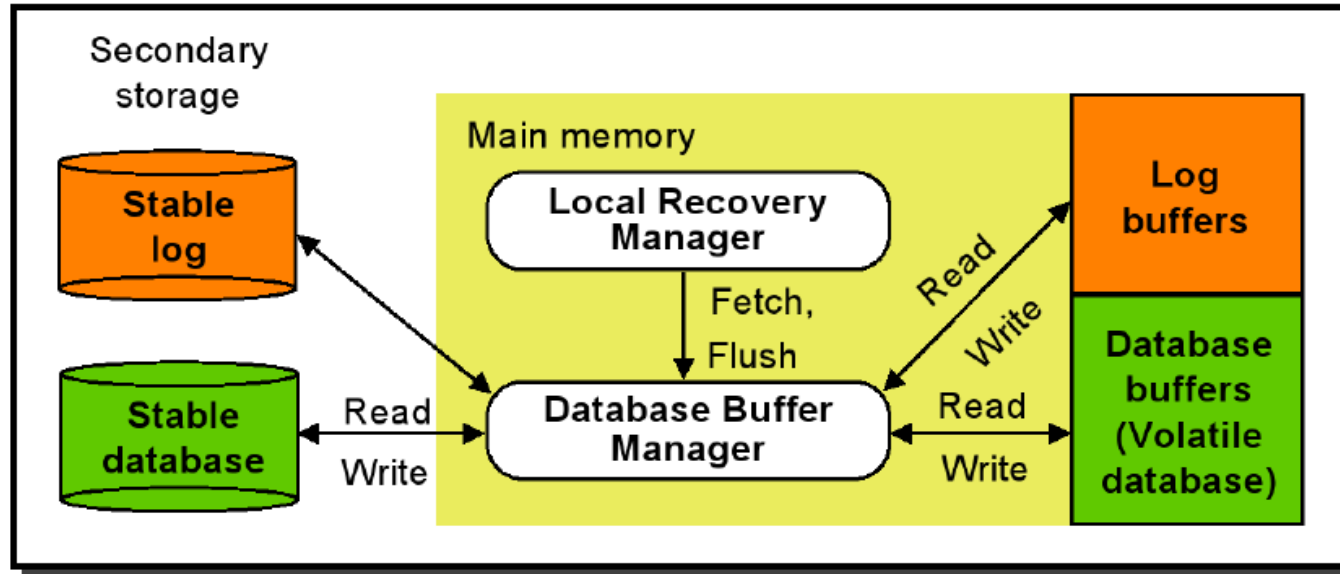 Secondary
storage
Main memory
Stable
log
Local Recovery
Manager
Log
buffers
Fetch,
Flush
Read
Write
Stable
database
Read
Write
Database Buffer
Manager
Read
Write
Database
buffers
(Volatile
database)